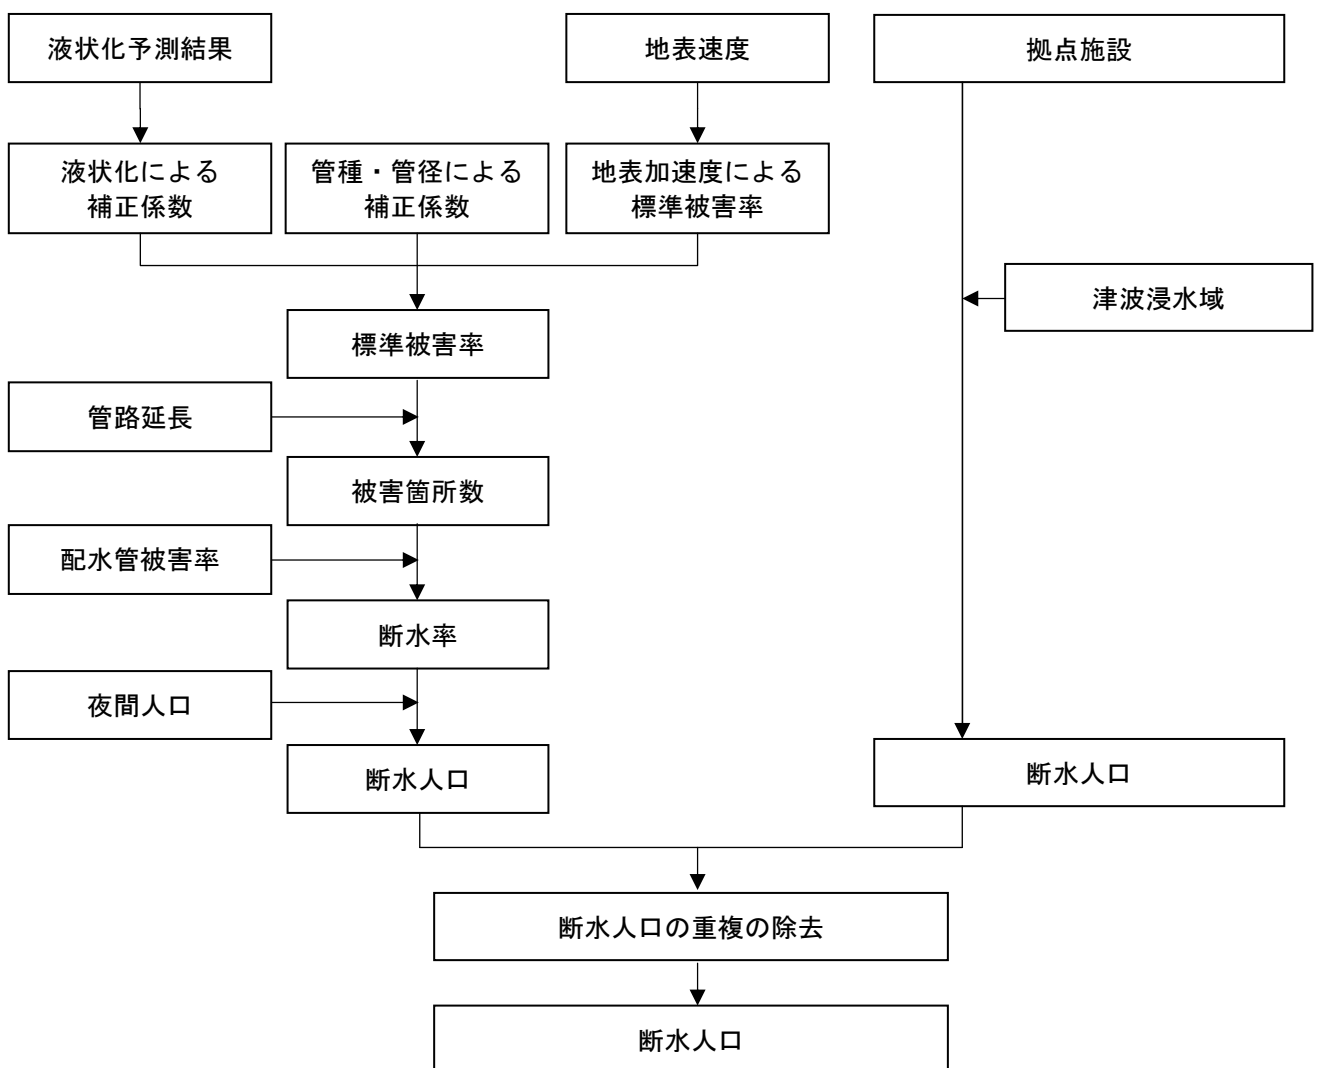 液状化予測結果
地表速度
拠点施設
液状化による
補正係数
管種・管径による
補正係数
地表加速度による
標準被害率
津波浸水域
標準被害率
管路延長
被害箇所数
配水管被害率
断水率
夜間人口
断水人口
断水人口
断水人口の重複の除去
断水人口